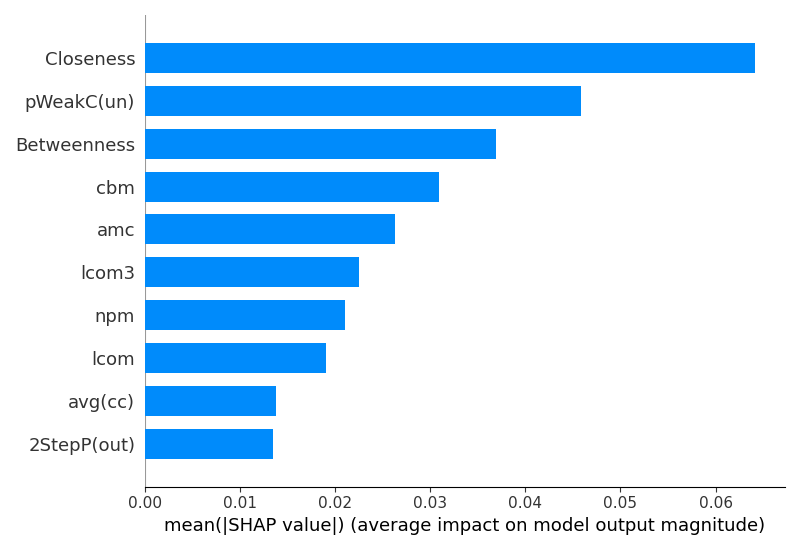 Closeness
pWeakC(un)
Betweenness
cbm
amc
lcom3
npm
lcom
avg(cc)
2StepP(out)
0.00 0.01 0.02 0.03 0.04 0.05 0.06
mean(|SHAP value|) (average impact on model output magnitude)